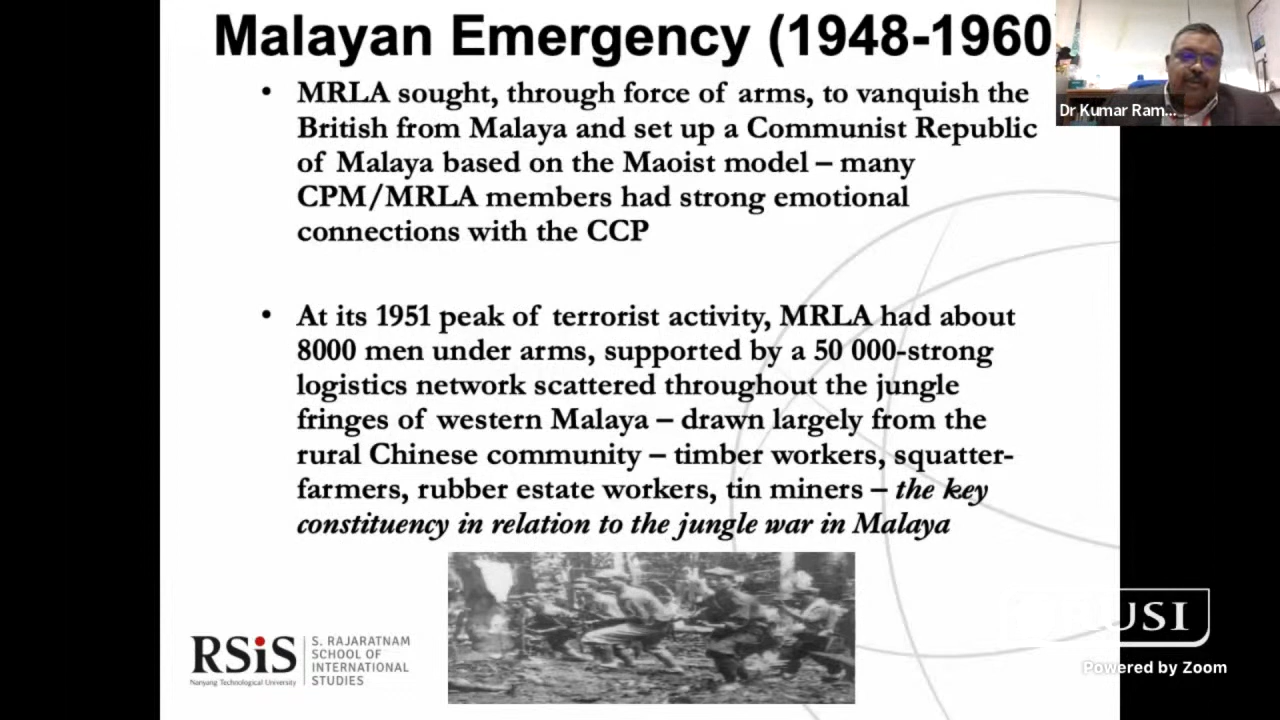 Malayan Emergency (1948-1960
Dr Kumar Ram...
• MRLA sought, through force of arms, to vanquish the
British from Malaya and set up a Communist Republic
of Malaya based on the Maoist model – many
CPM/MRLA members had strong emotional
connections with the CCP
• At its 1951 peak of terrorist activity, MRLA had about
8000 men under arms, supported by a 50 000-strong
logistics network scattered throughout the jungle
fringes of western Malaya – drawn largely from the
rural Chinese community – timber workers, squatter-
farmers, rubber estate workers, tin miners – the key
constituency in relation to the jungle war in Malaya
RSiS
Nanyang Technological University
S. RAJARATNAM
SCHOOL OF
INTERNATIONAL
STUDIES
USI
Powered by Zoom